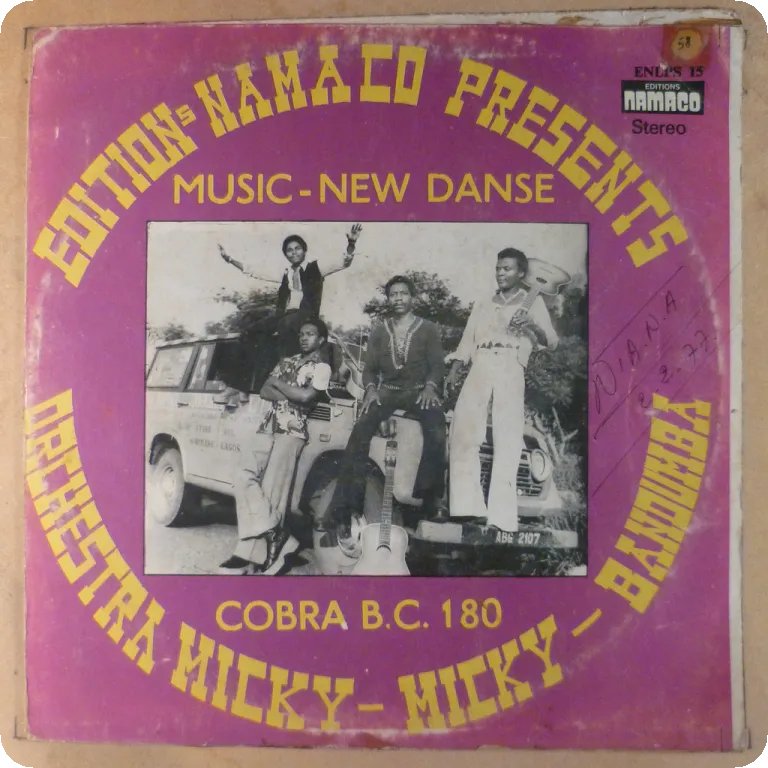 58
ENLPS 15
EDITIONS
NAMACO
Stereo
EDITIONs NAMACO PRESENTS
MUSIC - NEW DANSE
ABG 2107
COBRA B.C. 180
ORCHESTRA MICKY - MICKY - BANDUMBA